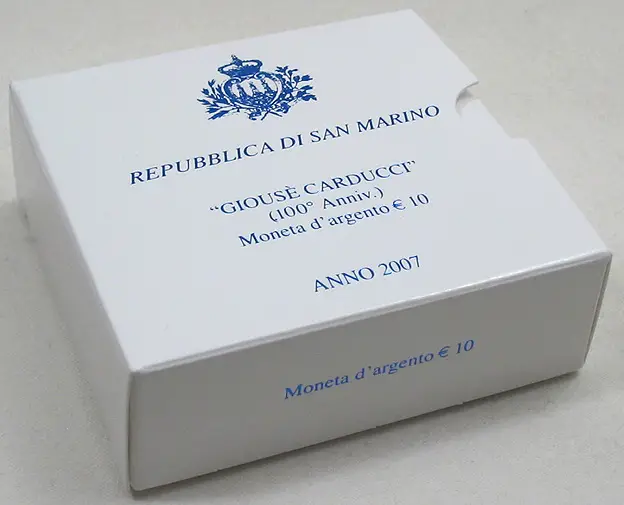 REPUBBLICA DI SAN MARINO
“GIOUSÈ CARDUCCI’
(100° Anniv.)
Moneta d’argento € 10
ANNO 2007
Moneta d’argento € 10